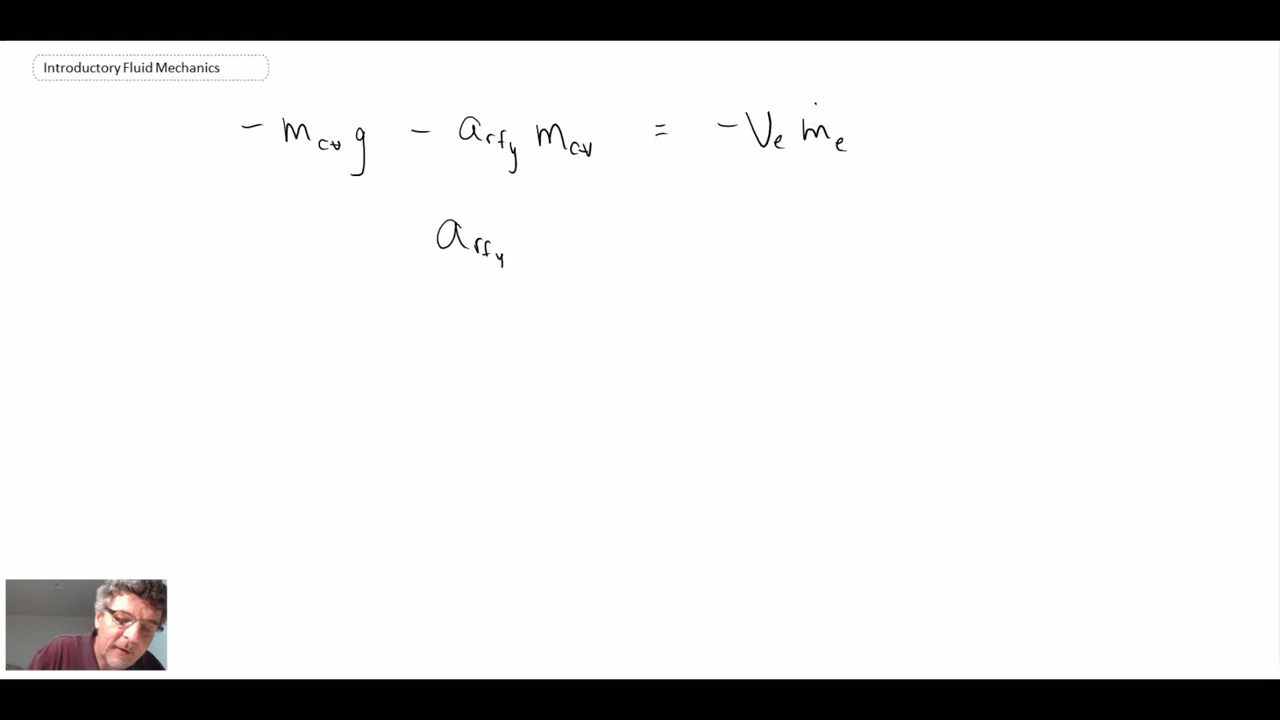 Introductory Fluid Mechanics
- m_cv g - a_rfy m_cv = - V_e ṁ_e
a_rfy